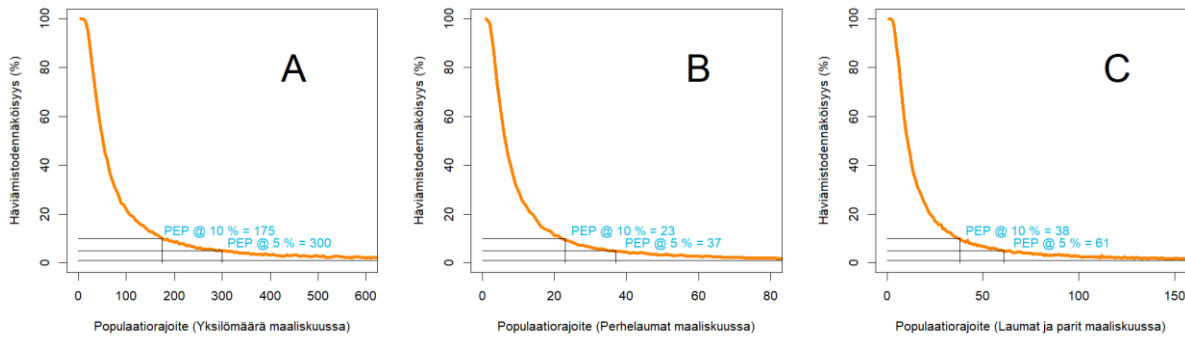 Häviämistodennäköisyys (%)
100
80
60
40
20
0
A
PEP @ 10 % = 175
PEP @ 5 % = 300
0 100 200 300 400 500 600
Populaatiorajoite (Yksilömäärä maaliskuussa)
Häviämistodennäköisyys (%)
100
80
60
40
20
0
B
PEP @ 10 % = 23
PEP @ 5 % = 37
0 20 40 60 80
Populaatiorajoite (Perhelaumat maaliskuussa)
Häviämistodennäköisyys (%)
100
80
60
40
20
0
C
PEP @ 10 % = 38
PEP @ 5 % = 61
0 50 100 150
Populaatiorajoite (Laumat ja parit maaliskuussa)